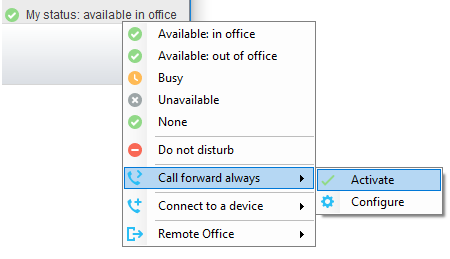 My status: available in office
Available: in office
Available: out of office
Busy
Unavailable
None
Do not disturb
Call forward always
Activate
Connect to a device
Configure
Remote Office